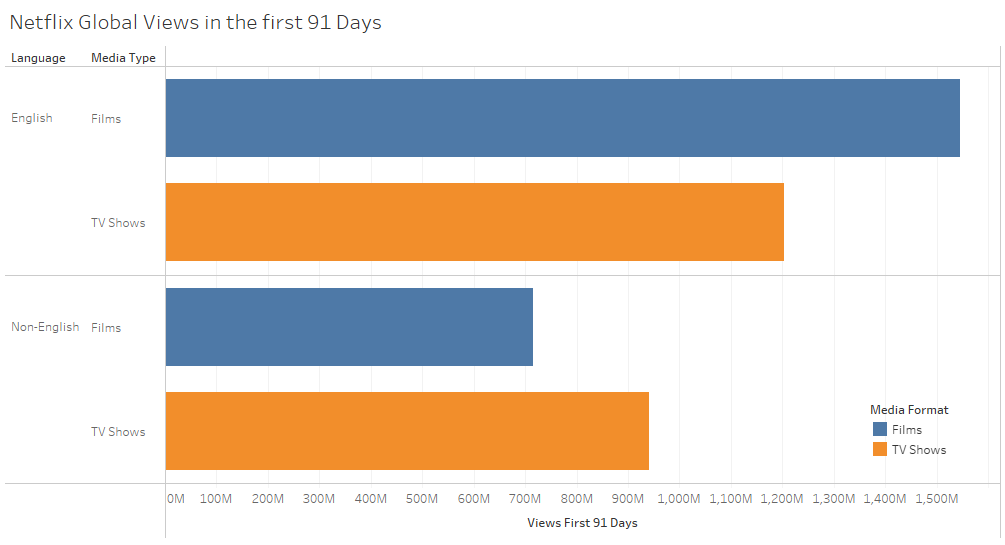 Netflix Global Views in the first 91 Days
Language Media Type
English Films
TV Shows
Non-English Films
TV Shows
Media Format
Films
TV Shows
0M 100M 200M 300M 400M 500M 600M 700M 800M 900M 1,000M 1,100M 1,200M 1,300M 1,400M 1,500M
Views First 91 Days